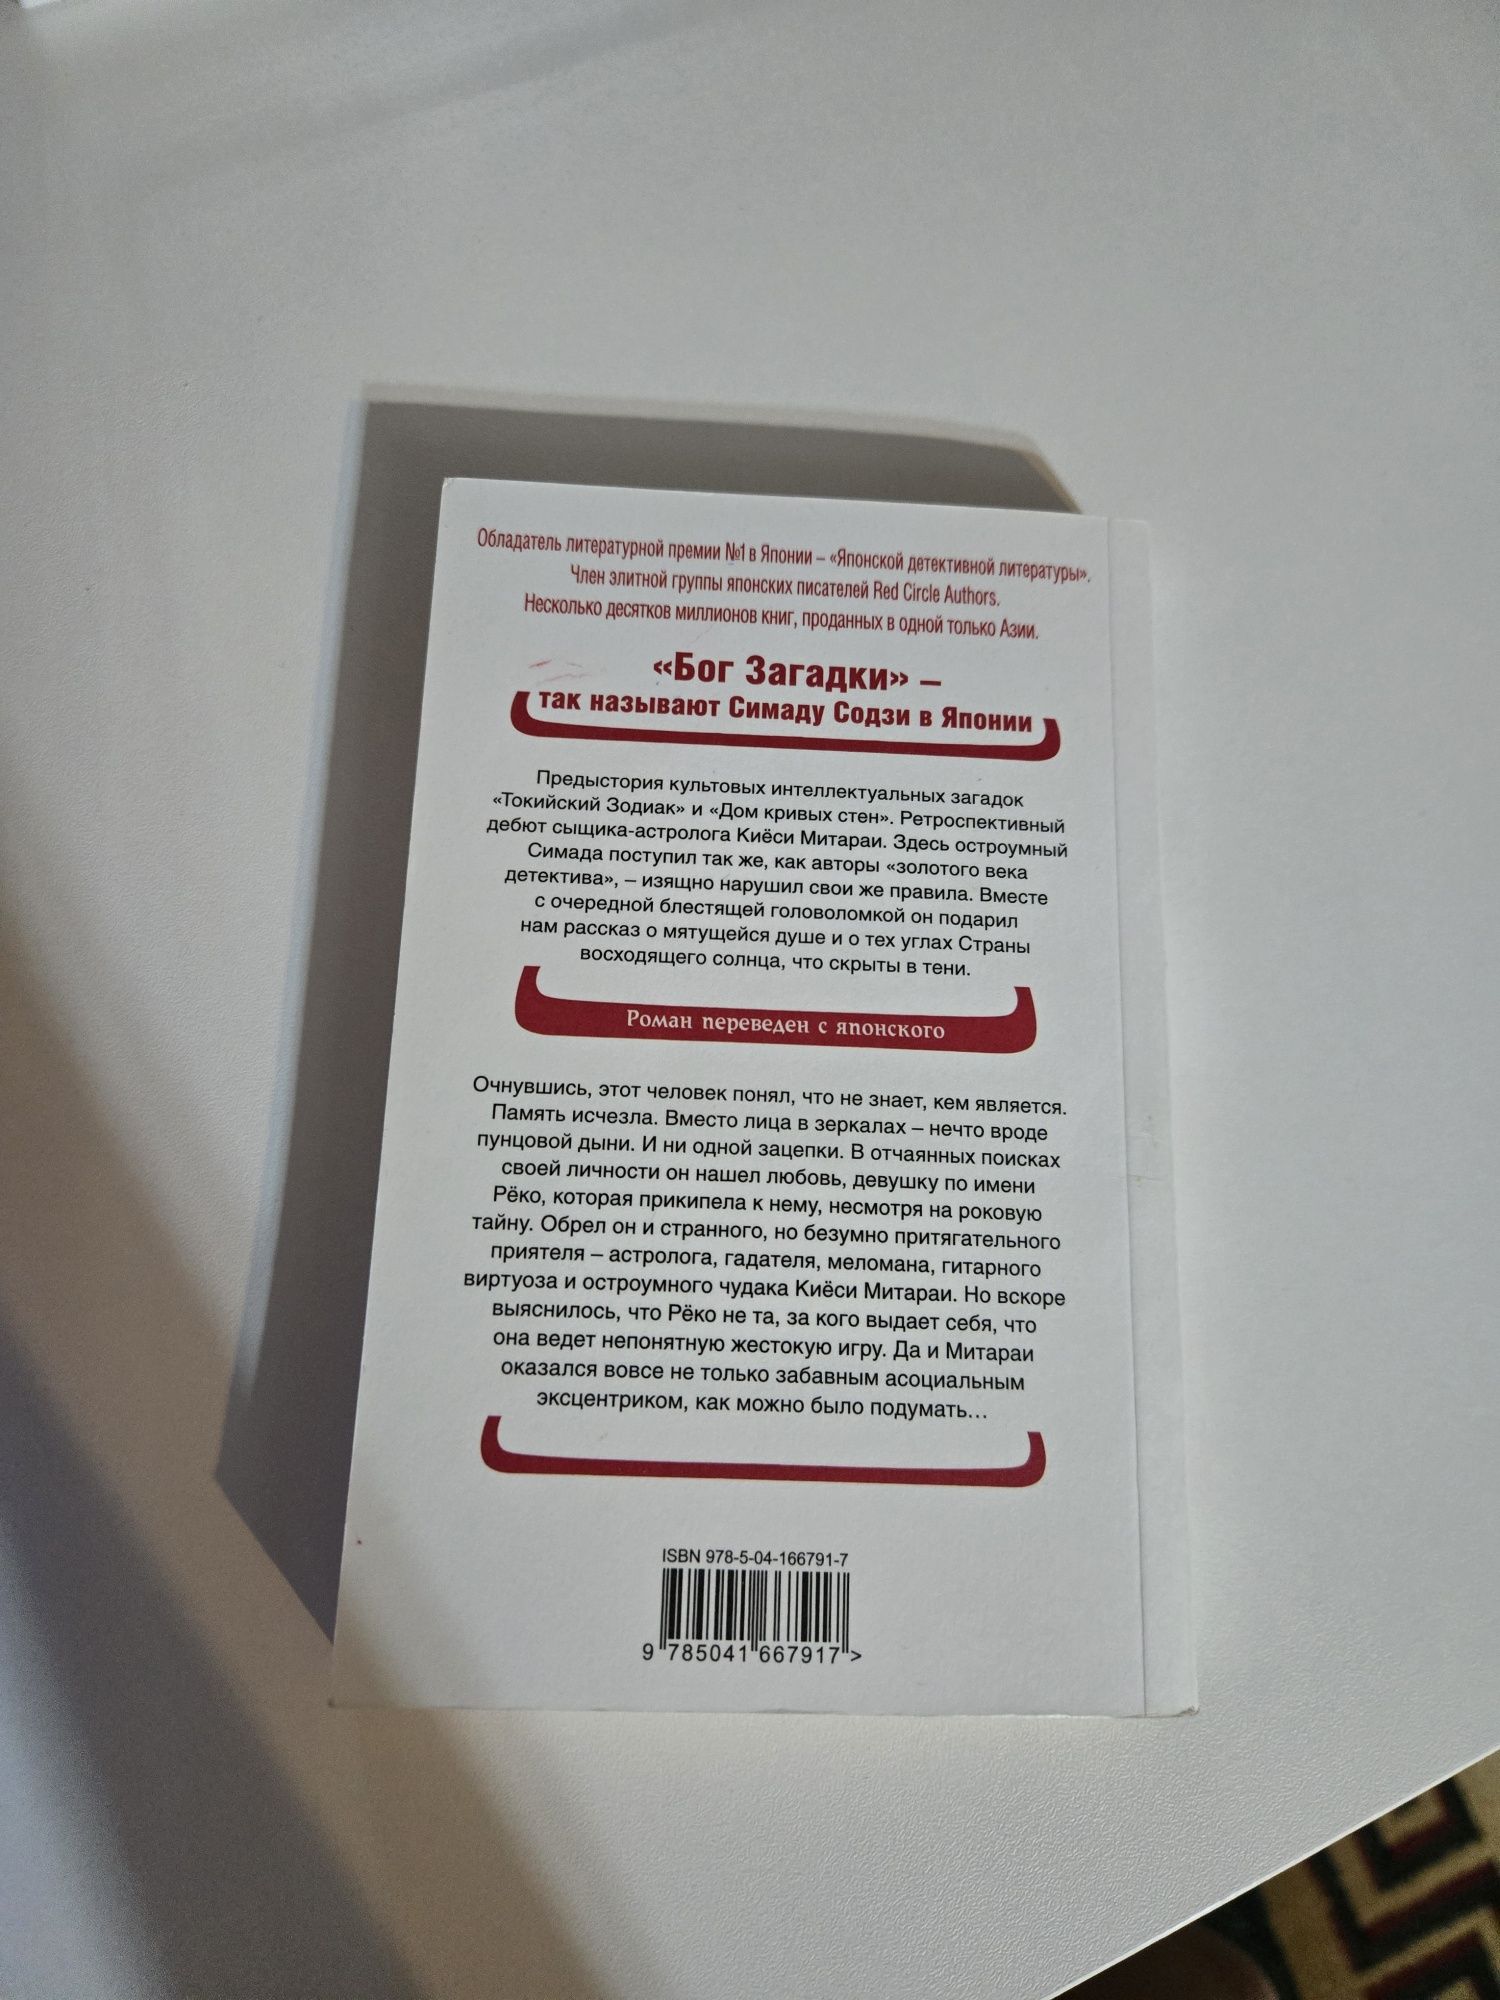 Обладатель литературной премии №1 в Японии – «Японской детективной литературы».
Член элитной группы японских писателей Red Circle Authors.
Несколько десятков миллионов книг, проданных в одной только Азии.
«Бог Загадки» –
так называют Симаду Содзи в Японии
Предыстория культовых интеллектуальных загадок
«Токийский Зодиак» и «Дом кривых стен». Ретроспективный
дебют сыщика-астролога Киёси Митараи. Здесь остроумный
Симада поступил так же, как авторы «золотого века
детектива», – изящно нарушил свои же правила. Вместе
с очередной блестящей головоломкой он подарил
нам рассказ о мятущейся душе и о тех углах Страны
восходящего солнца, что скрыты в тени.
Роман переведен с японского
Очнувшись, этот человек понял, что не знает, кем является.
Память исчезла. Вместо лица в зеркалах – нечто вроде
пунцовой дыни. И ни одной зацепки. В отчаянных поисках
своей личности он нашел любовь, девушку по имени
Рёко, которая прикипела к нему, несмотря на роковую
тайну. Обрел он и странного, но безумно притягательного
приятеля – астролога, гадателя, меломана, гитарного
виртуоза и остроумного чудака Киёси Митараи. Но вскоре
выяснилось, что Рёко не та, за кого выдает себя, что
она ведет непонятную жестокую игру. Да и Митараи
оказался вовсе не только забавным асоциальным
эксцентриком, как можно было подумать…
ISBN 978-5-04-166791-7
9 785041 667917 >